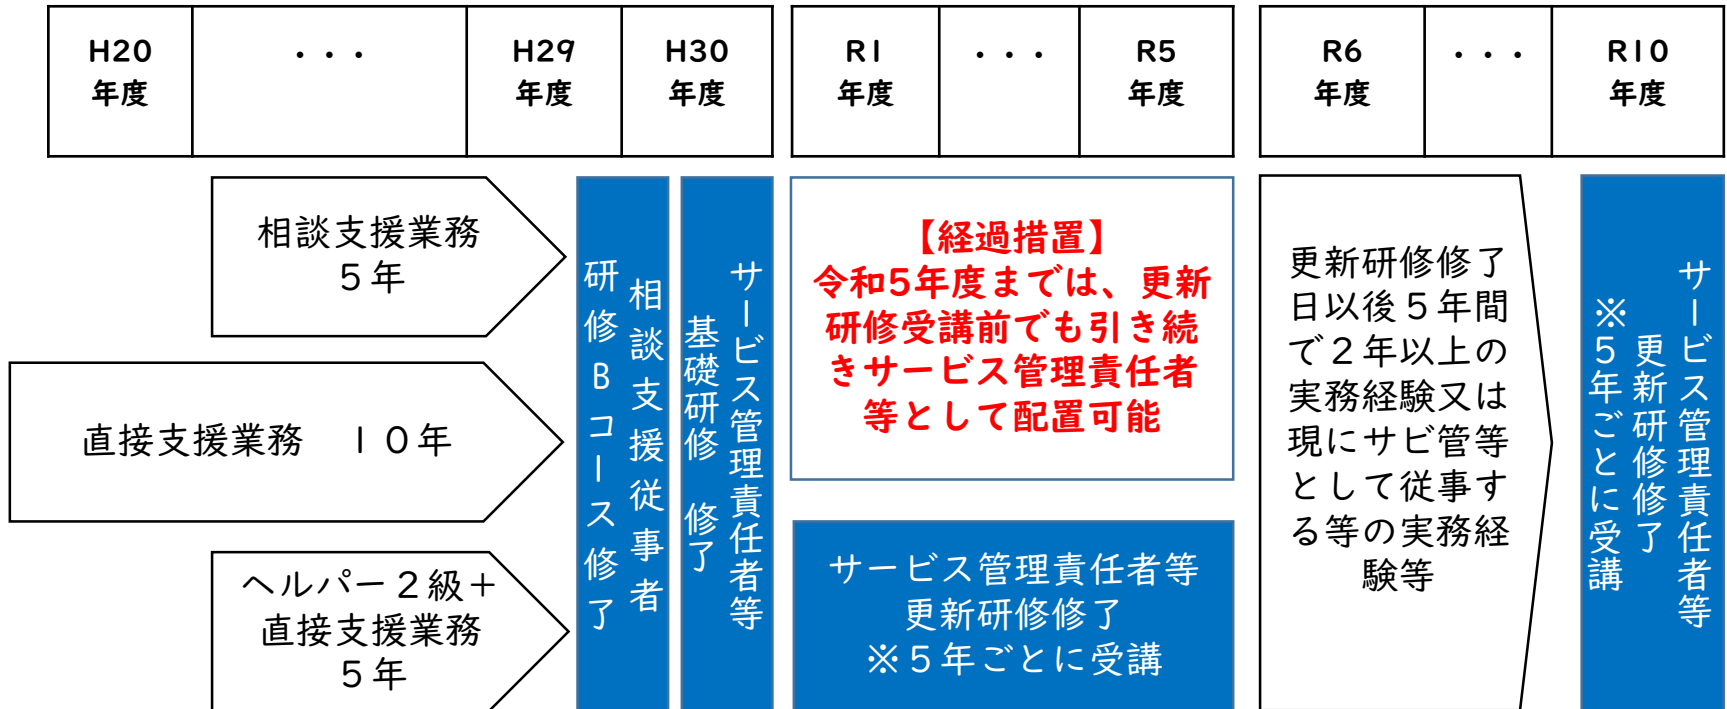 H20
年度
・・・
H29
年度
H30
年度
R1
年度
・・・
R5
年度
R6
年度
・・・
R10
年度
相談支援業務
5年
直接支援業務　10年
ヘルパー2級+
直接支援業務
5年
相談支援従事者
研修Bコース修了
サービス管理責任者等
基礎研修　修了
【経過措置】
令和5年度までは、更新
研修受講前でも引き続
きサービス管理責任者
等として配置可能
サービス管理責任者等
更新研修修了
※5年ごとに受講
更新研修修了
日以後5年間
で2年以上の
実務経験又は
現にサビ管等
として従事す
る等の実務経
験等
サービス管理責任者等
更新研修修了
※5年ごとに受講